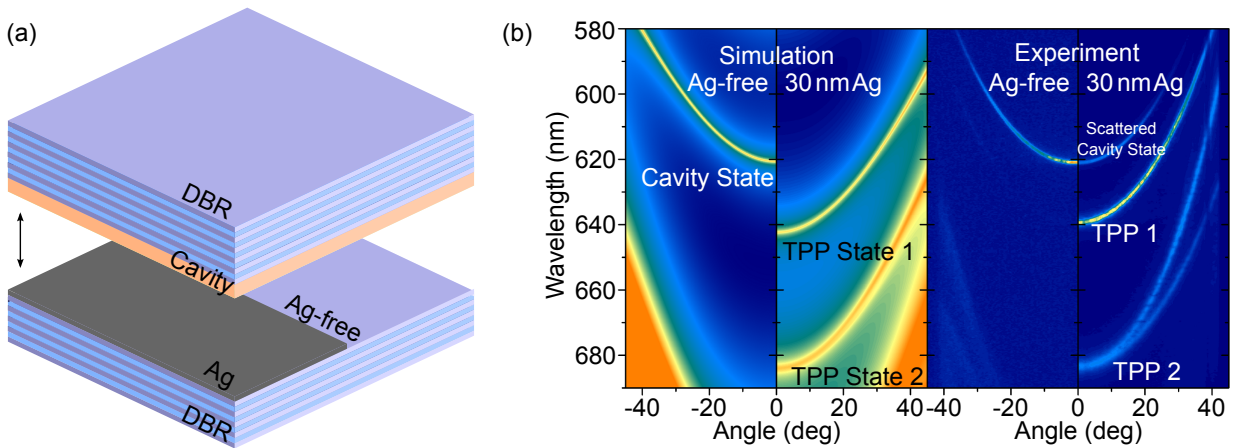 (a)
DBR
Cavity
Ag-free
Ag
DBR
(b)
Wavelength (nm)
580
600
620
640
660
680
Simulation
Ag-free 30 nm Ag
Cavity State
TPP State 1
TPP State 2
Experiment
Ag-free 30 nm Ag
Scattered
Cavity State
TPP 1
TPP 2
-40 -20 0 20 40 -40 -20 0 20 40
Angle (deg) Angle (deg)